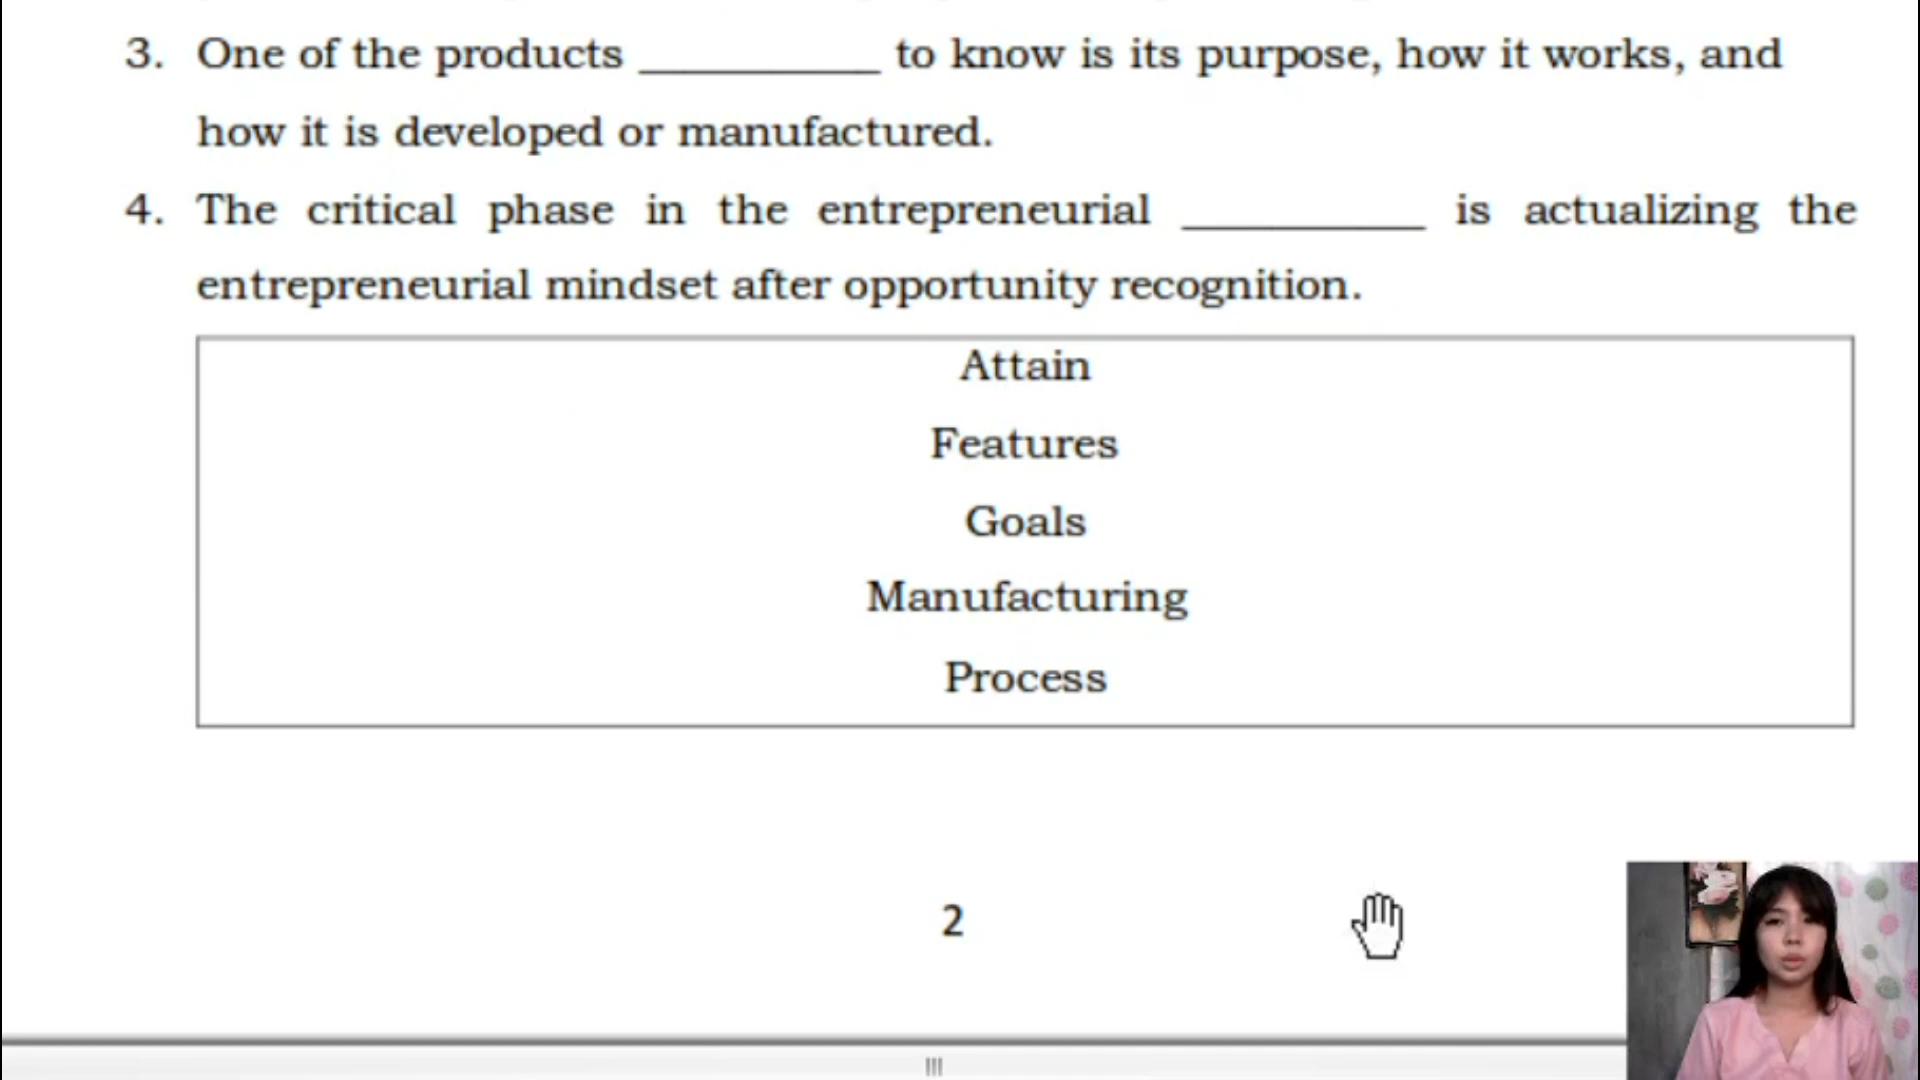 3. One of the products __________ to know is its purpose, how it works, and
how it is developed or manufactured.
4. The critical phase in the entrepreneurial __________ is actualizing the
entrepreneurial mindset after opportunity recognition.
Attain
Features
Goals
Manufacturing
Process
2